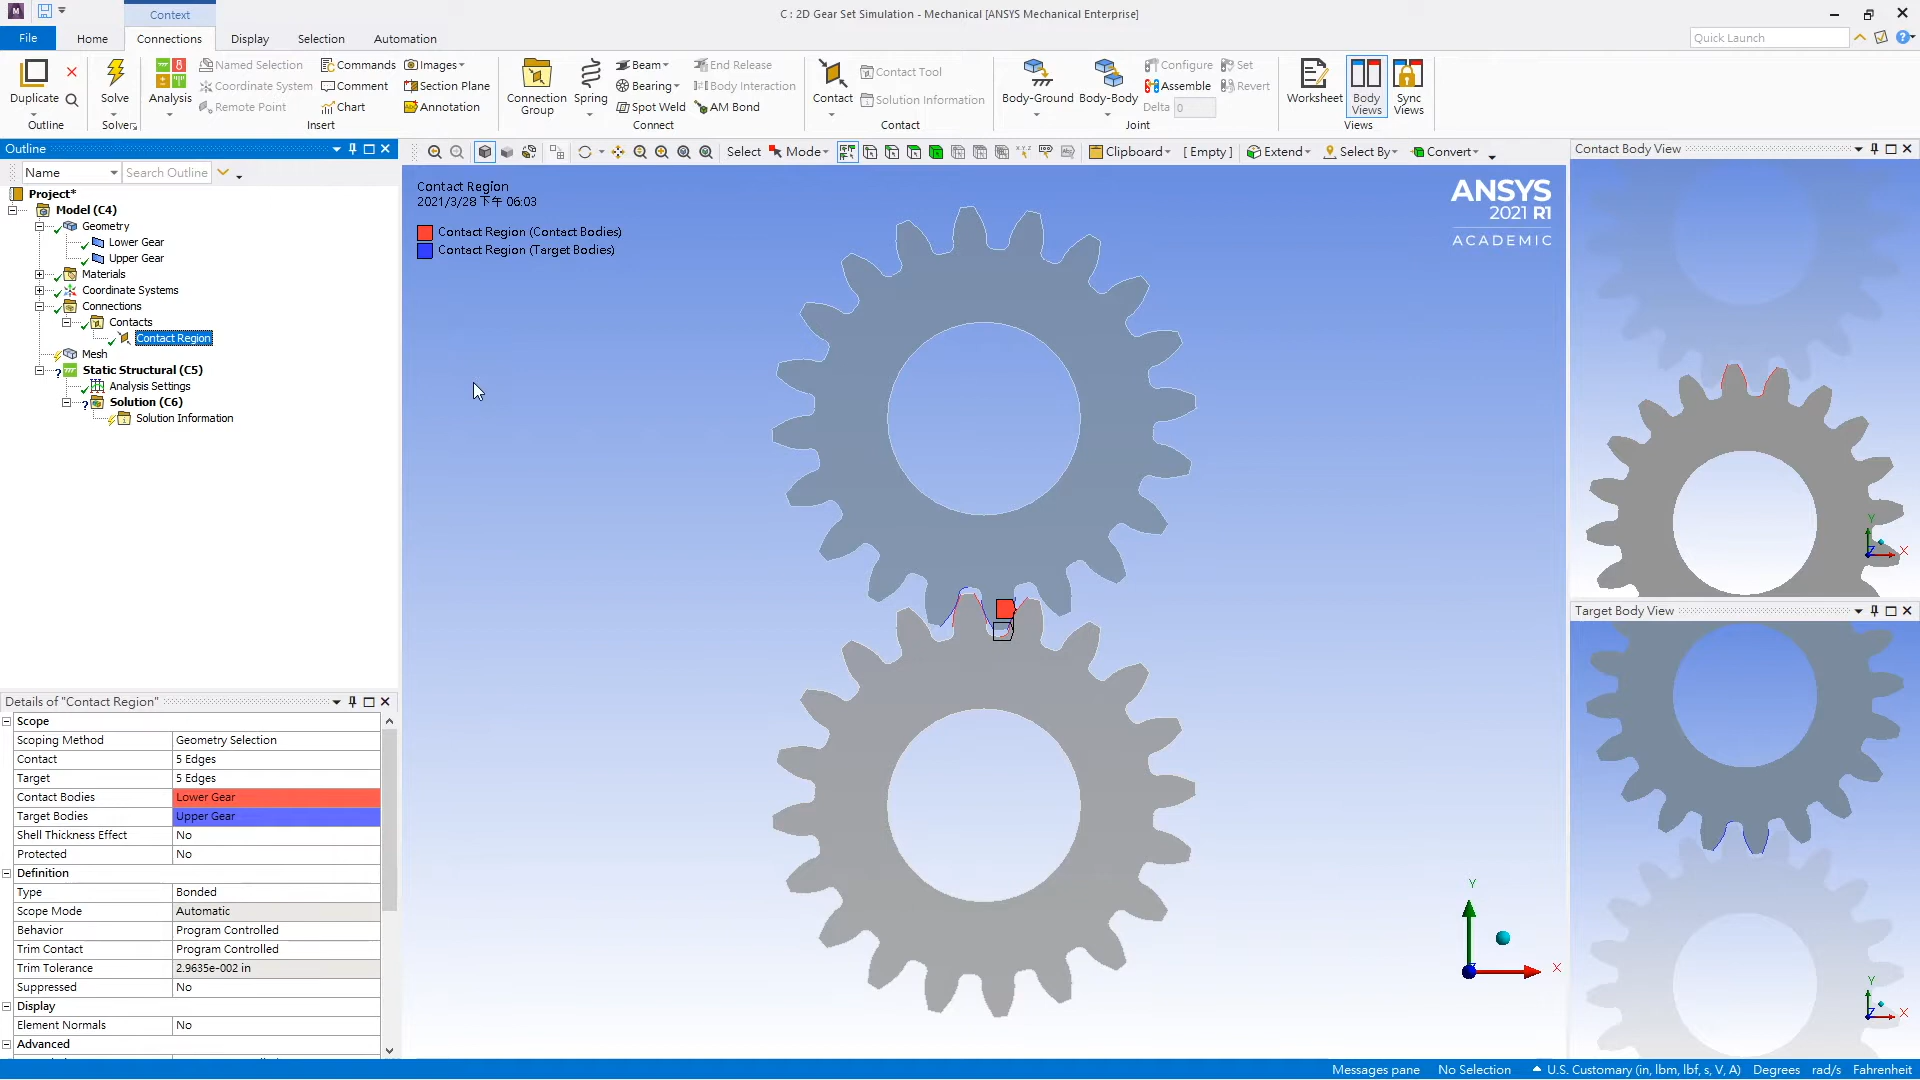 Context
C : 2D Gear Set Simulation - Mechanical [ANSYS Mechanical Enterprise]
File
Home
Connections
Display
Selection
Automation
Quick Launch
Duplicate
Outline
Solve
Solver
Analysis
Named Selection
Coordinate System
Remote Point
Commands
Comment
Chart
Images
Section Plane
Annotation
Insert
Connection Group
Spring
Beam
Bearing
Spot Weld
End Release
Body Interaction
AM Bond
Connect
Contact
Contact Tool
Solution Information
Contact
Body-Ground
Body-Body
Configure
Assemble
Delta 0
Set
Revert
Joint
Worksheet
Body Views
Sync Views
Views
Outline
Name
Search Outline
Select
Mode
Clipboard
[ Empty ]
Extend
Select By
Convert
Project*
Model (C4)
Geometry
Lower Gear
Upper Gear
Materials
Coordinate Systems
Connections
Contacts
Contact Region
Mesh
Static Structural (C5)
Analysis Settings
Solution (C6)
Solution Information
Contact Region
2021/3/28 下午 06:03
Contact Region (Contact Bodies)
Contact Region (Target Bodies)
ANSYS
2021 R1
ACADEMIC
Y
X
Z
Contact Body View
Y
X
Z
Target Body View
Y
X
Z
Details of "Contact Region"
Scope
Scoping Method Geometry Selection
Contact 5 Edges
Target 5 Edges
Contact Bodies Lower Gear
Target Bodies Upper Gear
Shell Thickness Effect No
Protected No
Definition
Type Bonded
Scope Mode Automatic
Behavior Program Controlled
Trim Contact Program Controlled
Trim Tolerance 2.9635e-002 in
Suppressed No
Display
Element Normals No
Advanced
Messages pane
No Selection
U.S. Customary (in, lbm, lbf, s, V, A)
Degrees
rad/s
Fahrenheit